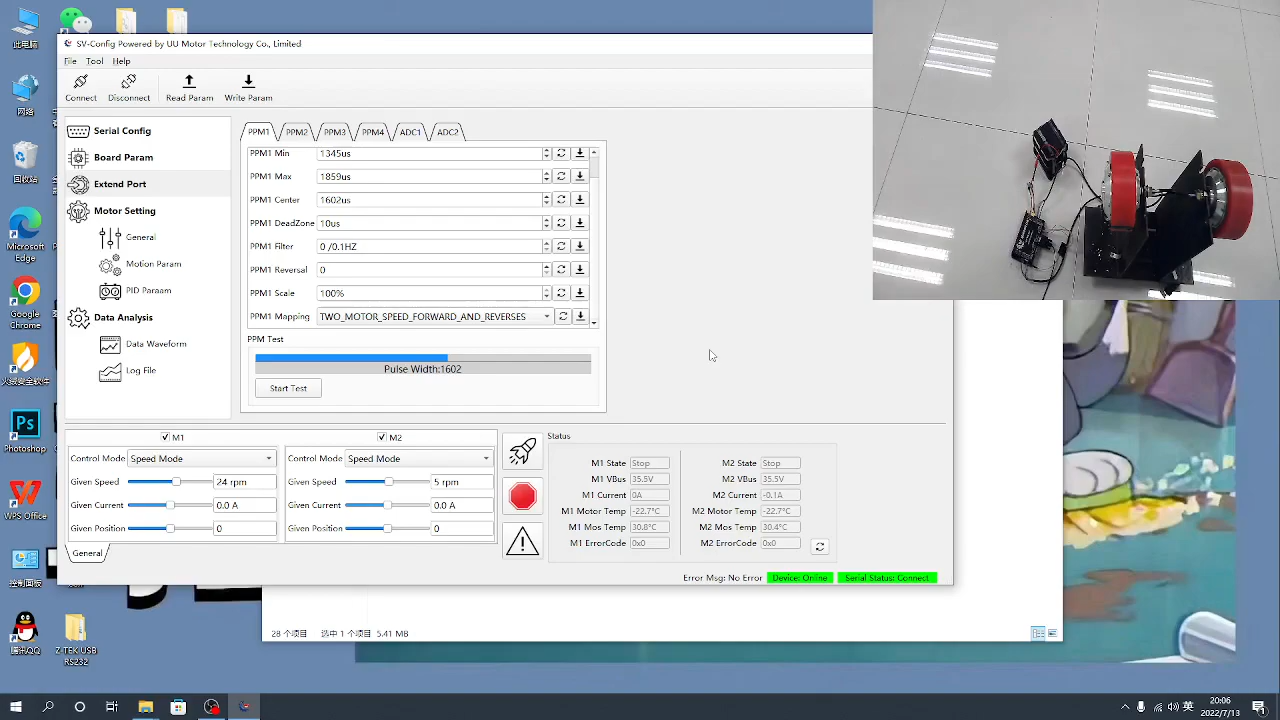 SV-Config Powered by UU Motor Technology Co., Limited
File Tool Help
Connect Disconnect Read Param Write Param
Serial Config
Board Param
Extend Port
Motor Setting
General
Motion Param
PID Paraam
Data Analysis
Data Waveform
Log File
PPM1 PPM2 PPM3 PPM4 ADC1 ADC2
PPM1 Min 1345us
PPM1 Max 1859us
PPM1 Center 1602us
PPM1 DeadZone 10us
PPM1 Filter 0 /0.1HZ
PPM1 Reversal 0
PPM1 Scale 100%
PPM1 Mapping TWO_MOTOR_SPEED_FORWARD_AND_REVERSES
PPM Test
Pulse Width:1602
Start Test
M1
Control Mode Speed Mode
Given Speed 24 rpm
Given Current 0.0 A
Given Position 0
M2
Control Mode Speed Mode
Given Speed 5 rpm
Given Current 0.0 A
Given Position 0
General
Status
M1 State Stop
M1 VBus 35.5V
M1 Current 0A
M1 Motor Temp -22.7°C
M1 Mos Temp 30.8°C
M1 ErrorCode 0x0
M2 State Stop
M2 VBus 35.5V
M2 Current -0.1A
M2 Motor Temp -22.7°C
M2 Mos Temp 30.4°C
M2 ErrorCode 0x0
Error Msg: No Error Device: Online Serial Status: Connect
此电脑
网络
回收站
Microsoft
Edge
Google
Chrome
Ps
Photoshop
WPS Office
控制面板
腾讯QQ
Z-TEK USB
RS232
28 个项目 选中 1 个项目 5.41 MB
英
20:06
2022/7/13